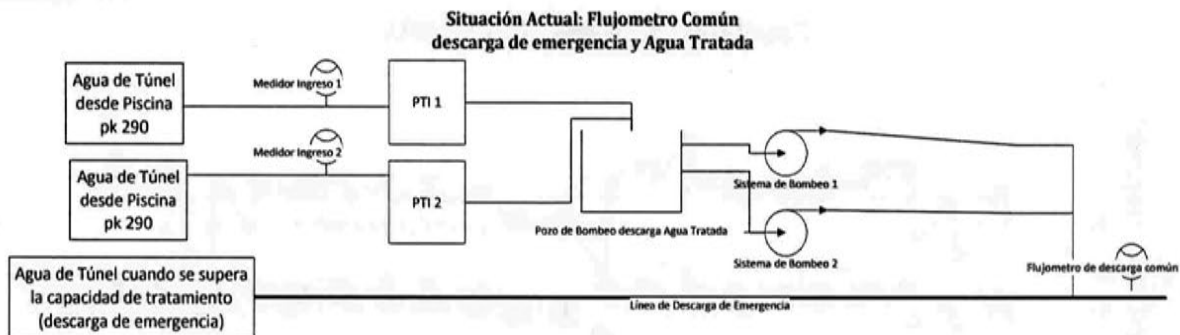 Situación Actual: Flujometro Común
descarga de emergencia y Agua Tratada
Agua de Túnel
desde Piscina
pk 290
Medidor Ingreso 1
PTI 1
Agua de Túnel
desde Piscina
pk 290
Medidor Ingreso 2
PTI 2
Pozo de Bombeo descarga Agua Tratada
Sistema de Bombeo 1
Sistema de Bombeo 2
Flujometro de descarga común
Agua de Túnel cuando se supera
la capacidad de tratamiento
(descarga de emergencia)
Línea de Descarga de Emergencia